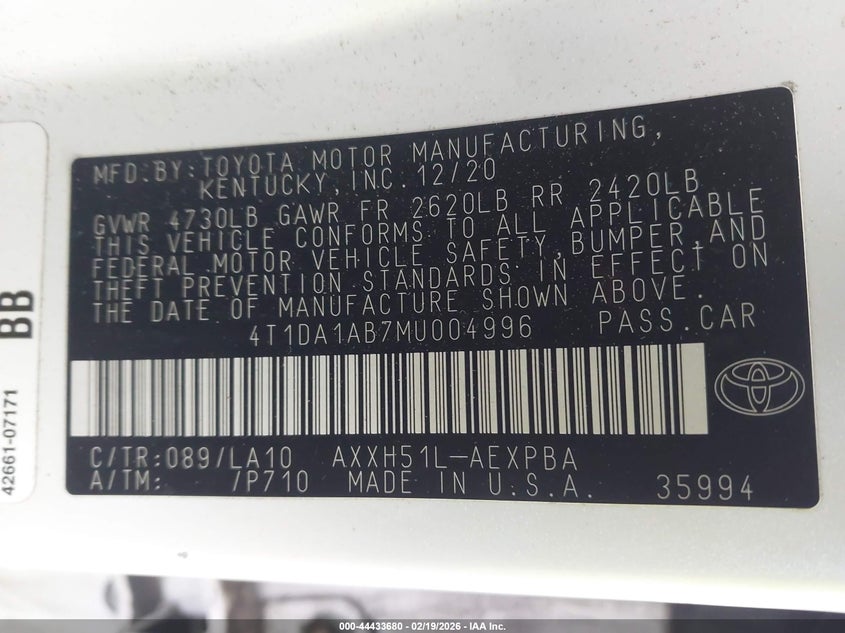 MFD.BY:TOYOTA MOTOR MANUFACTURING,
KENTUCKY,INC.12/20
GVWR 4730LB GAWR FR 2620LB RR 2420LB
THIS VEHICLE CONFORMS TO ALL APPLICABLE
FEDERAL MOTOR VEHICLE SAFETY,BUMPER,AND
THEFT PREVENTION STANDARDS IN EFFECT ON
THE DATE OF MANUFACTURE SHOWN ABOVE.
4T1DA1AB7MU004996 PASS.CAR
C/TR:089/LA10 AXXH51L-AEXPBA
A/TM: /P710 MADE IN U.S.A. 35994
BB
42661-07171
000-44433680 - 02/19/2026 - IAA Inc.